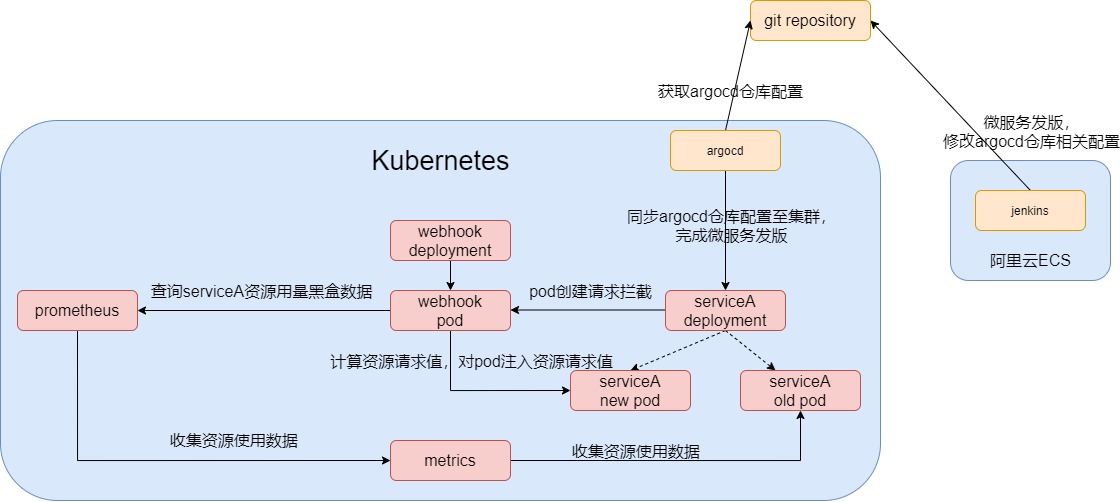 git repository
获取argocd仓库配置
微服务发版，
修改argocd仓库相关配置
argocd
Kubernetes
jenkins
阿里云ECS
同步argocd仓库配置至集群，
完成微服务发版
webhook
deployment
查询serviceA资源用量黑盒数据
pod创建请求拦截
prometheus
webhook
pod
serviceA
deployment
计算资源请求值，对pod注入资源请求值
serviceA
new pod
serviceA
old pod
收集资源使用数据
metrics
收集资源使用数据